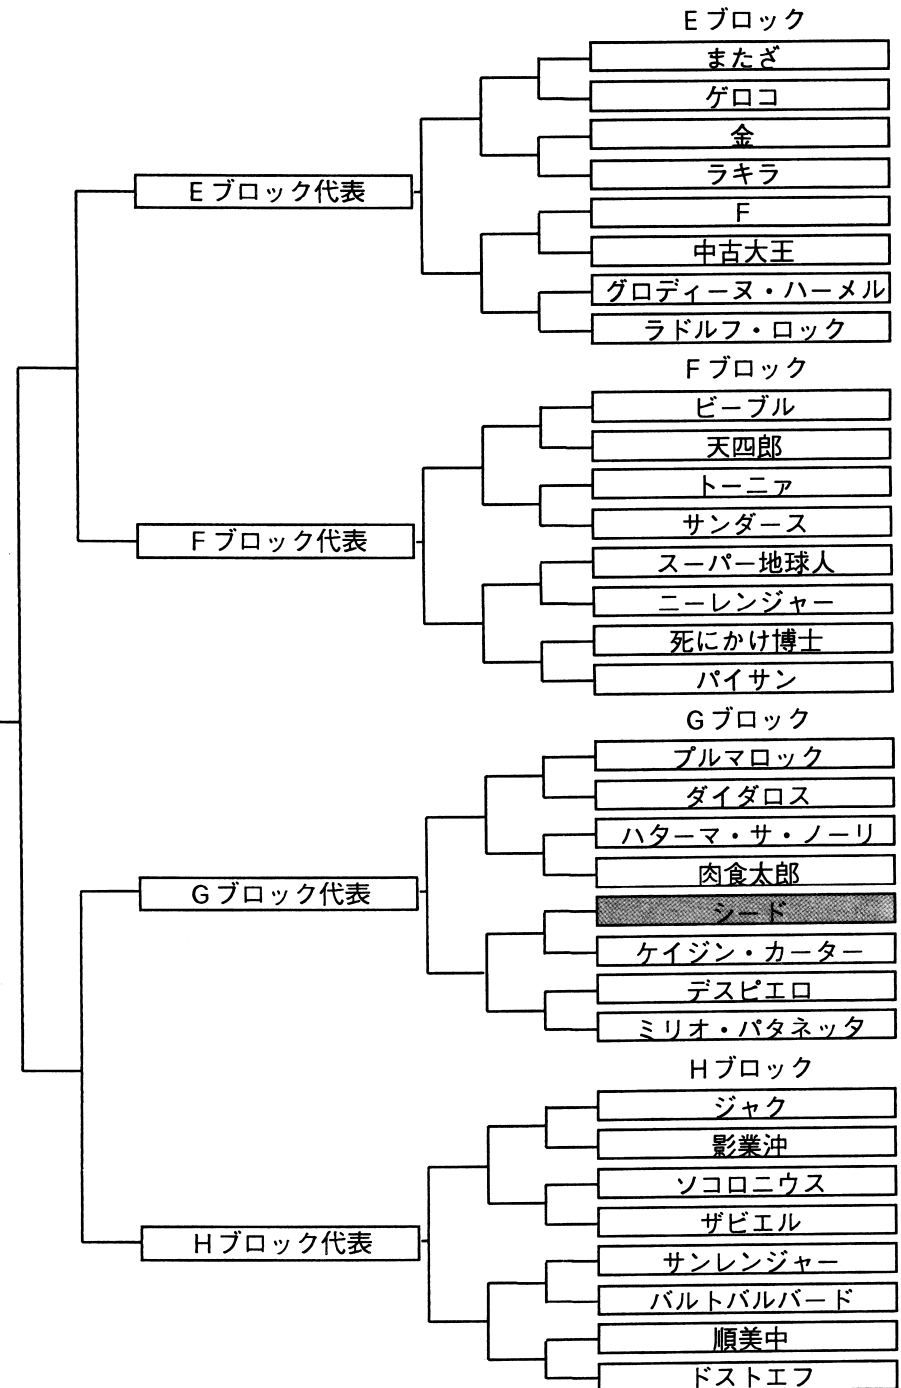 Eブロック
またざ
ゲロコ
金
ラキラ
Eブロック代表
F
中古大王
グロディーヌ・ハーメル
ラドルフ・ロック
Fブロック
ビーブル
天四郎
トーニァ
サンダース
Fブロック代表
スーパー地球人
ニーレンジャー
死にかけ博士
パイサン
Gブロック
プルマロック
ダイダロス
ハターマ・サ・ノーリ
肉食太郎
Gブロック代表
シード
ケイジン・カーター
デスピエロ
ミリオ・パタネッタ
Hブロック
ジャク
影業沖
ソコロニウス
ザビエル
Hブロック代表
サンレンジャー
バルトバルバード
順美中
ドストエフ